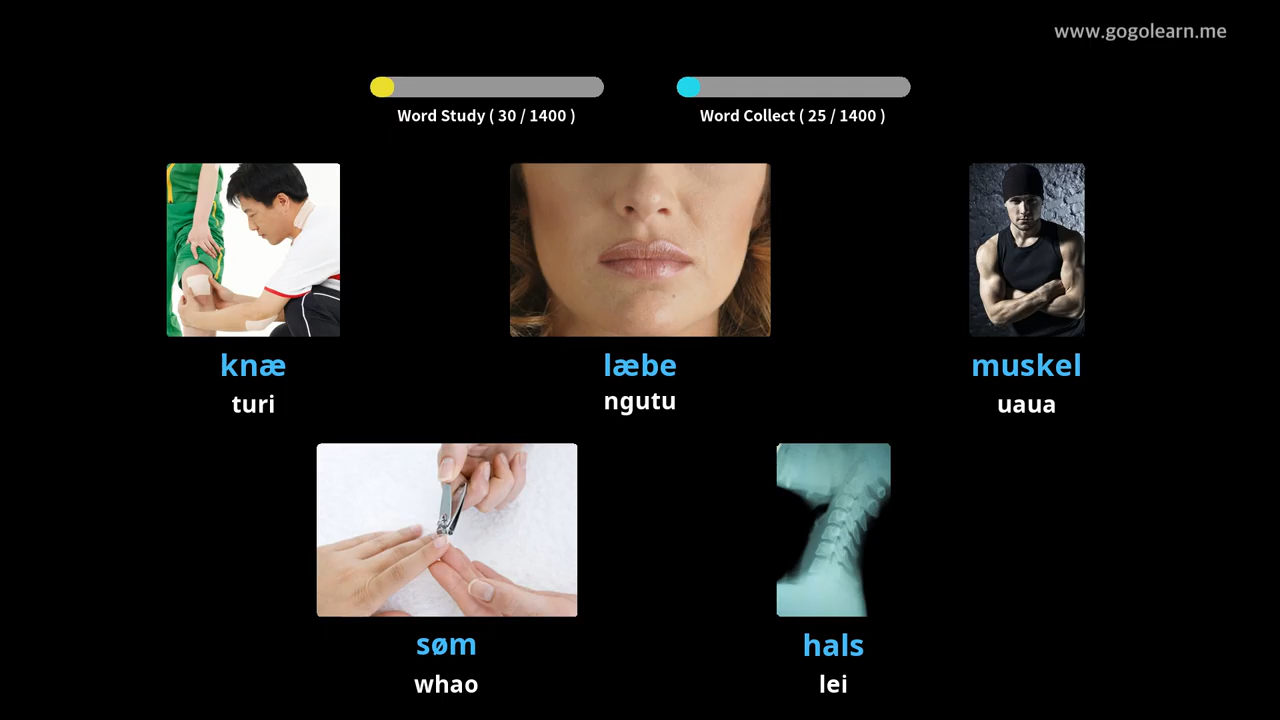 www.gogolearn.me
Word Study ( 30 / 1400 )
Word Collect ( 25 / 1400 )
knæ
turi
læbe
ngutu
muskel
uaua
søm
whao
hals
lei